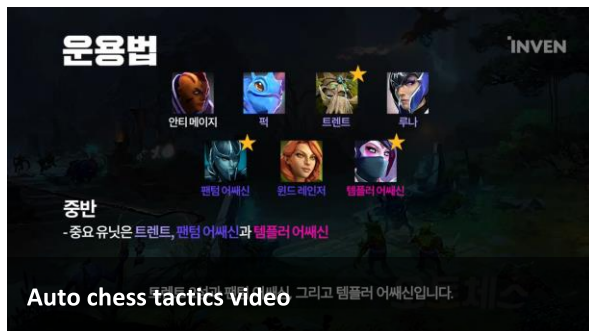 운용법
INVEN
안티 메이지
퍽
트렌트
루나
팬텀 어쌔신
윈드 레인저
템플러 어쌔신
중반
- 중요 유닛은 트렌트, 팬텀 어쌔신과 템플러 어쌔신
Auto chess tactics video
그리고 템플러 어쌔신입니다.